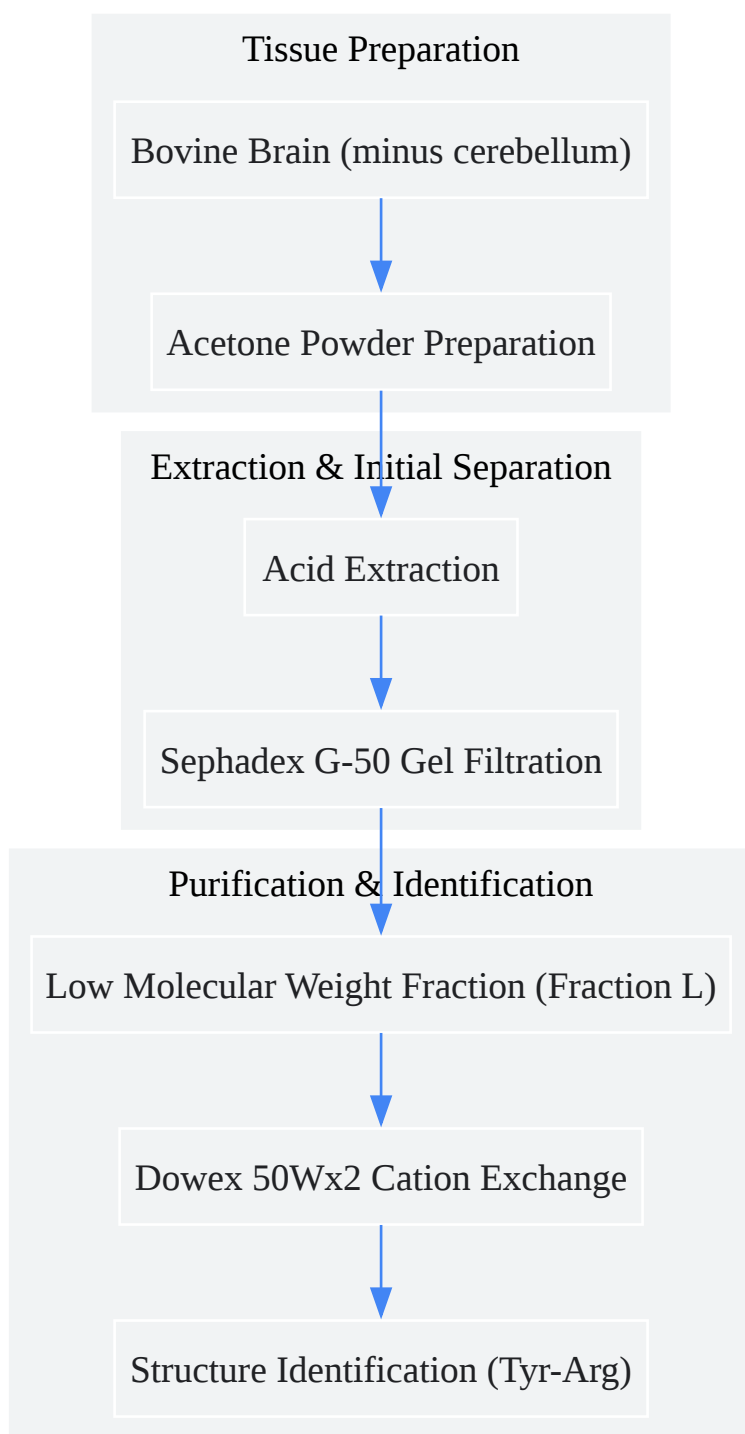 Tissue Preparation
Bovine Brain (minus cerebellum)
Acetone Powder Preparation
Extraction & Initial Separation
Acid Extraction
Sephadex G-50 Gel Filtration
Purification & Identification
Low Molecular Weight Fraction (Fraction L)
Dowex 50Wx2 Cation Exchange
Structure Identification (Tyr-Arg)